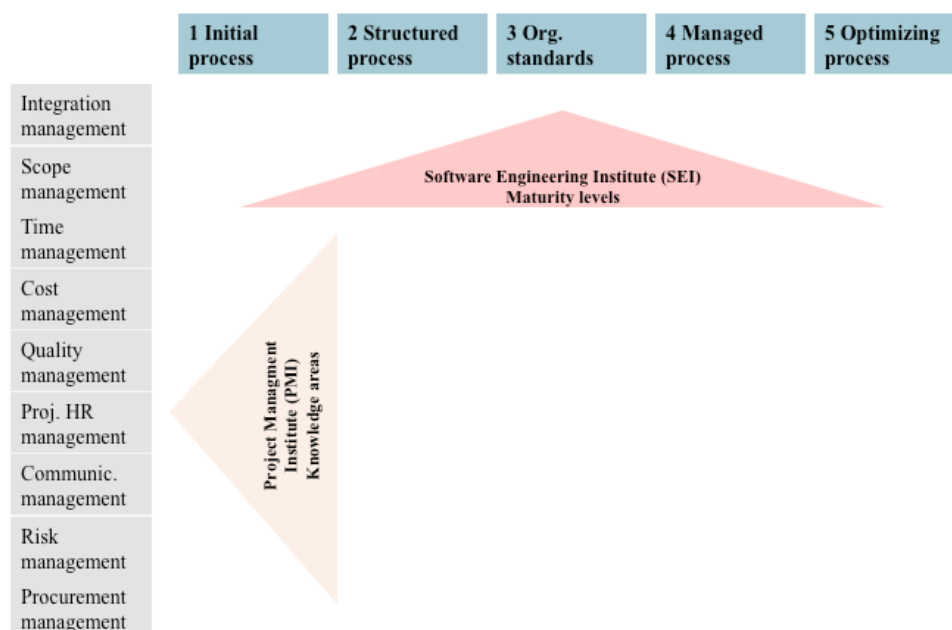 1 Initial
process
2 Structured
process
3 Org.
standards
4 Managed
process
5 Optimizing
process
Integration
management
Scope
management
Time
management
Cost
management
Quality
management
Proj. HR
management
Communic.
management
Risk
management
Procurement
management
Software Engineering Institute (SEI)
Maturity levels
Project Managment
Institute (PMI)
Knowledge areas